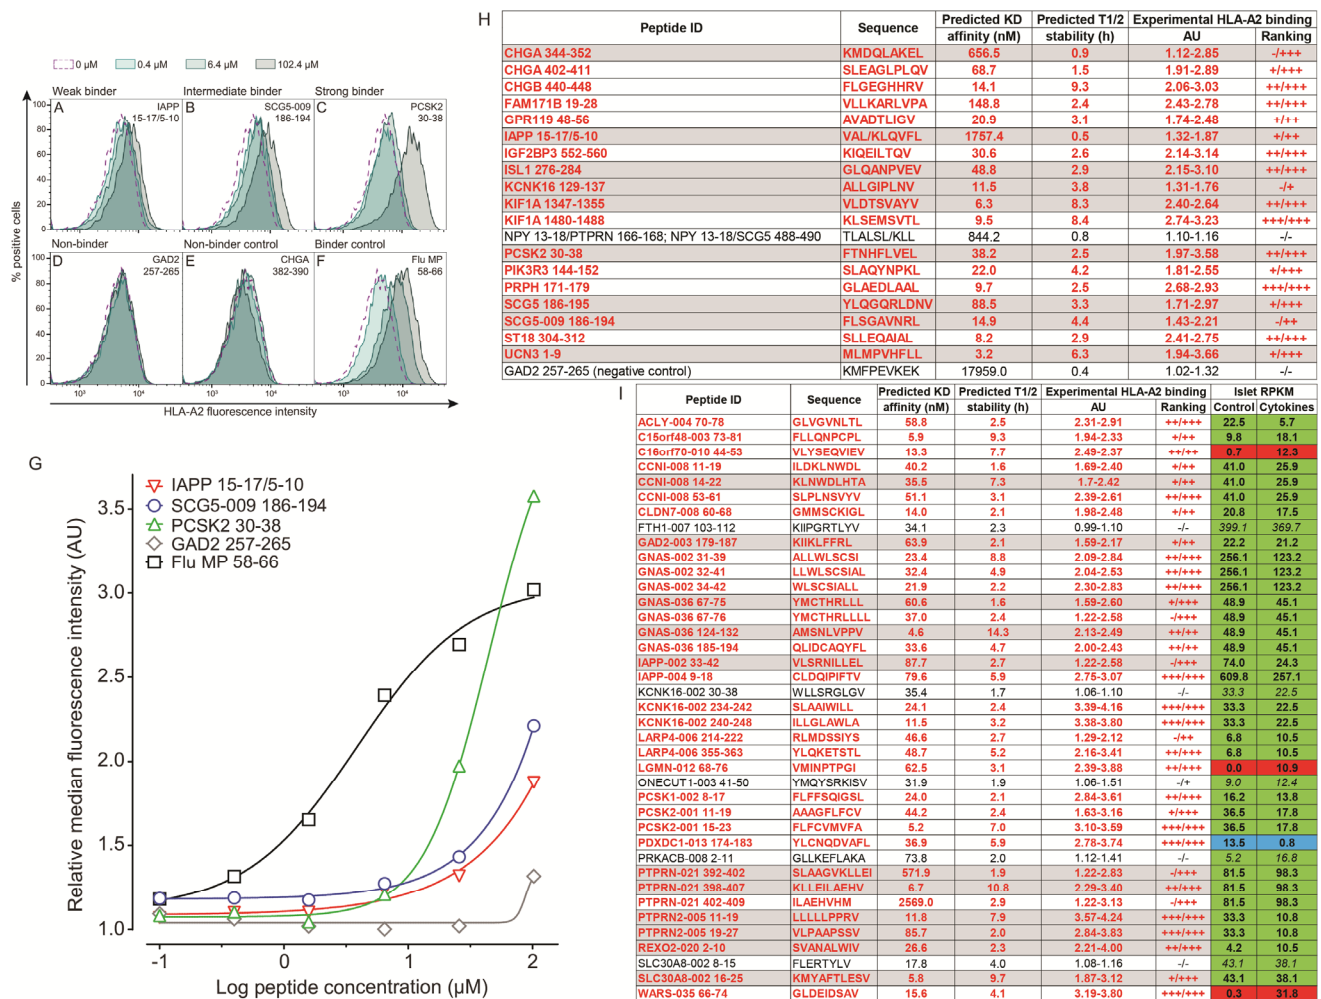 0 µM 0.4 µM 6.4 µM 102.4 µM
Weak binder Intermediate binder Strong binder
A IAPP 15-17/5-10
B SCG5-009 186-194
C PCSK2 30-38
Non-binder Non-binder control Binder control
D GAD2 257-265
E CHGA 382-390
F Flu MP 58-66
% positive cells
100 80 60 40 20
100 80 60 40 20 0
10³ 10⁴ 10³ 10⁴ 10³ 10⁴
HLA-A2 fluorescence intensity
G
IAPP 15-17/5-10
SCG5-009 186-194
PCSK2 30-38
GAD2 257-265
Flu MP 58-66
Relative median fluorescence intensity (AU)
3.5
3.0
2.5
2.0
1.5
1.0
-1 0 1 2
Log peptide concentration (µM)
H
Peptide ID Sequence Predicted KD affinity (nM) Predicted T1/2 stability (h) Experimental HLA-A2 binding AU Ranking
CHGA 344-352 KMDQLAKEL 656.5 0.9 1.12-2.85 -/+++
CHGA 402-411 SLEAGLPLQV 68.7 1.5 1.91-2.89 +/+++
CHGB 440-448 FLGEGHHRV 14.1 9.3 2.06-3.03 ++/+++
FAM171B 19-28 VLLKARLVPA 148.8 2.4 2.43-2.78 ++/+++
GPR119 48-56 AVADTLIGV 20.9 3.1 1.74-2.48 +/++
IAPP 15-17/5-10 VAL/KLQVFL 1757.4 0.5 1.32-1.87 +/++
IGF2BP3 552-560 KIQEILTQV 30.6 2.6 2.14-3.14 ++/+++
ISL1 276-284 GLQANPVEV 48.8 2.9 2.15-3.10 ++/+++
KCNK16 129-137 ALLGIPLNV 11.5 3.8 1.31-1.76 -/+
KIF1A 1347-1355 VLDTSVAYV 6.3 8.3 2.40-2.64 ++/+++
KIF1A 1480-1488 KLSEMSVTL 9.5 8.4 2.74-3.23 +++/+++
NPY 13-18/PTPRN 166-168; NPY 13-18/SCG5 488-490 TLALSL/KLL 844.2 0.8 1.10-1.16 -/-
PCSK2 30-38 FTNHFLVEL 38.2 2.5 1.97-3.58 ++/+++
PIK3R3 144-152 SLAQYNPKL 22.0 4.2 1.81-2.55 +/+++
PRPH 171-179 GLAEDLAAL 9.7 2.5 2.68-2.93 +++/+++
SCG5 186-195 YLQGQRLDNV 88.5 3.3 1.71-2.97 +/+++
SCG5-009 186-194 FLSGAVNRL 14.9 4.4 1.43-2.21 -/++
ST18 304-312 SLLEQAIAL 8.2 2.9 2.41-2.75 ++/+++
UCN3 1-9 MLMPVHFLL 3.2 6.3 1.94-3.66 +/+++
GAD2 257-265 (negative control) KMFPEVKEK 17959.0 0.4 1.02-1.32 -/-
I
Peptide ID Sequence Predicted KD affinity (nM) Predicted T1/2 stability (h) Experimental HLA-A2 binding AU Ranking Islet RPKM Control Cytokines
ACLY-004 70-78 GLVGVNLTL 58.8 2.5 2.31-2.91 ++/+++ 22.5 5.7
C15orf48-003 73-81 FLLQNPCPL 5.9 9.3 1.94-2.33 +/++ 9.8 18.1
C16orf70-010 44-53 VLYSEQVIEV 13.3 7.7 2.49-2.37 ++/++ 0.7 12.3
CCNI-008 11-19 ILDKLNWDL 40.2 1.6 1.69-2.40 +/++ 41.0 25.9
CCNI-008 14-22 KLNWDLHTA 35.5 7.3 1.7-2.42 +/++ 41.0 25.9
CCNI-008 53-61 SLPLNSVYV 51.1 3.1 2.39-2.61 ++/+++ 41.0 25.9
CLDN7-008 60-68 GMMSCKIGL 14.0 2.1 1.98-2.48 +/++ 20.8 17.5
FTH1-007 103-112 KIIPGRTLYV 34.1 2.3 0.99-1.10 -/- 399.1 369.7
GAD2-003 179-187 KIIKLFFRL 63.9 2.1 1.59-2.17 +/++ 22.2 21.2
GNAS-002 31-39 ALLWLSCSI 23.4 8.8 2.09-2.84 ++/+++ 256.1 123.2
GNAS-002 32-41 LLWLSCSIAL 32.4 4.9 2.04-2.53 ++/+++ 256.1 123.2
GNAS-002 34-42 WLSCSIALL 21.9 2.2 2.30-2.83 ++/+++ 256.1 123.2
GNAS-036 67-75 YMCTHRLLL 60.6 1.6 1.59-2.60 +/+++ 48.9 45.1
GNAS-036 67-76 YMCTHRLLLL 37.0 2.4 1.22-2.58 -/+++ 48.9 45.1
GNAS-036 124-132 AMSNLVPPV 4.6 14.3 2.13-2.49 ++/++ 48.9 45.1
GNAS-036 185-194 QLIDCAQYFL 33.6 4.7 2.00-2.43 ++/++ 48.9 45.1
IAPP-002 33-42 VLSRNILLEL 87.7 2.7 1.22-2.58 -/+++ 74.0 24.3
IAPP-004 9-18 CLDQIPIFTV 79.6 5.9 2.75-3.07 +++/+++ 609.8 257.1
KCNK16-002 30-38 WLLSRGLGV 35.4 1.7 1.06-1.10 -/- 33.3 22.5
KCNK16-002 234-242 SLAAIWILL 24.1 2.4 3.39-4.16 +++/+++ 33.3 22.5
KCNK16-002 240-248 ILLGLAWLA 11.5 3.2 3.38-3.80 +++/+++ 33.3 22.5
LARP4-006 214-222 RLMDSSIYS 46.6 2.7 1.29-2.12 -/++ 6.8 10.5
LARP4-006 355-363 YLQKETSTL 48.7 5.2 2.16-3.41 ++/+++ 6.8 10.5
LGMN-012 68-76 VMINPTPGI 62.5 3.1 2.39-3.88 ++/+++ 0.0 10.9
ONECUT1-003 41-50 YMQYSRKISV 31.9 1.9 1.06-1.51 -/+ 9.0 12.4
PCSK1-002 8-17 FLFFSQIGSL 24.0 2.1 2.84-3.61 ++/+++ 16.2 13.8
PCSK2-001 11-19 AAAGFLFCV 44.2 2.4 1.63-3.16 +/+++ 36.5 17.8
PCSK2-001 15-23 FLFCVMVFA 5.2 7.0 3.10-3.59 +++/+++ 36.5 17.8
PDXDC1-013 174-183 YLCNQDVAFL 36.9 5.9 2.78-3.74 +++/+++ 13.5 0.8
PRKACB-008 2-11 GLLKEFLAKA 73.8 2.0 1.12-1.41 -/- 5.2 16.8
PTPRN-021 392-402 SLAAGVKLLEI 571.9 1.9 1.22-2.83 -/+++ 81.5 98.3
PTPRN-021 398-407 KLLEILAEHV 6.7 10.8 2.29-3.40 ++/+++ 81.5 98.3
PTPRN-021 402-409 ILAEHVHM 2569.0 2.9 1.22-3.13 -/+++ 81.5 98.3
PTPRN2-005 11-19 LLLLLPPRV 11.8 7.9 3.57-4.24 +++/+++ 33.3 10.8
PTPRN2-005 19-27 VLPAAPSSV 85.7 2.0 2.84-3.83 +++/+++ 33.3 10.8
REXO2-020 2-10 SVANALWIV 26.6 2.3 2.21-4.00 ++/+++ 4.2 10.5
SLC30A8-002 8-15 FLERTYLV 17.8 4.0 1.08-1.16 -/- 43.1 38.1
SLC30A8-002 16-25 KMYAFTLESV 5.8 9.7 1.87-3.12 +/+++ 43.1 38.1
WARS-035 66-74 GLDEIDSAV 15.6 4.1 3.19-3.80 +++/+++ 0.3 31.8